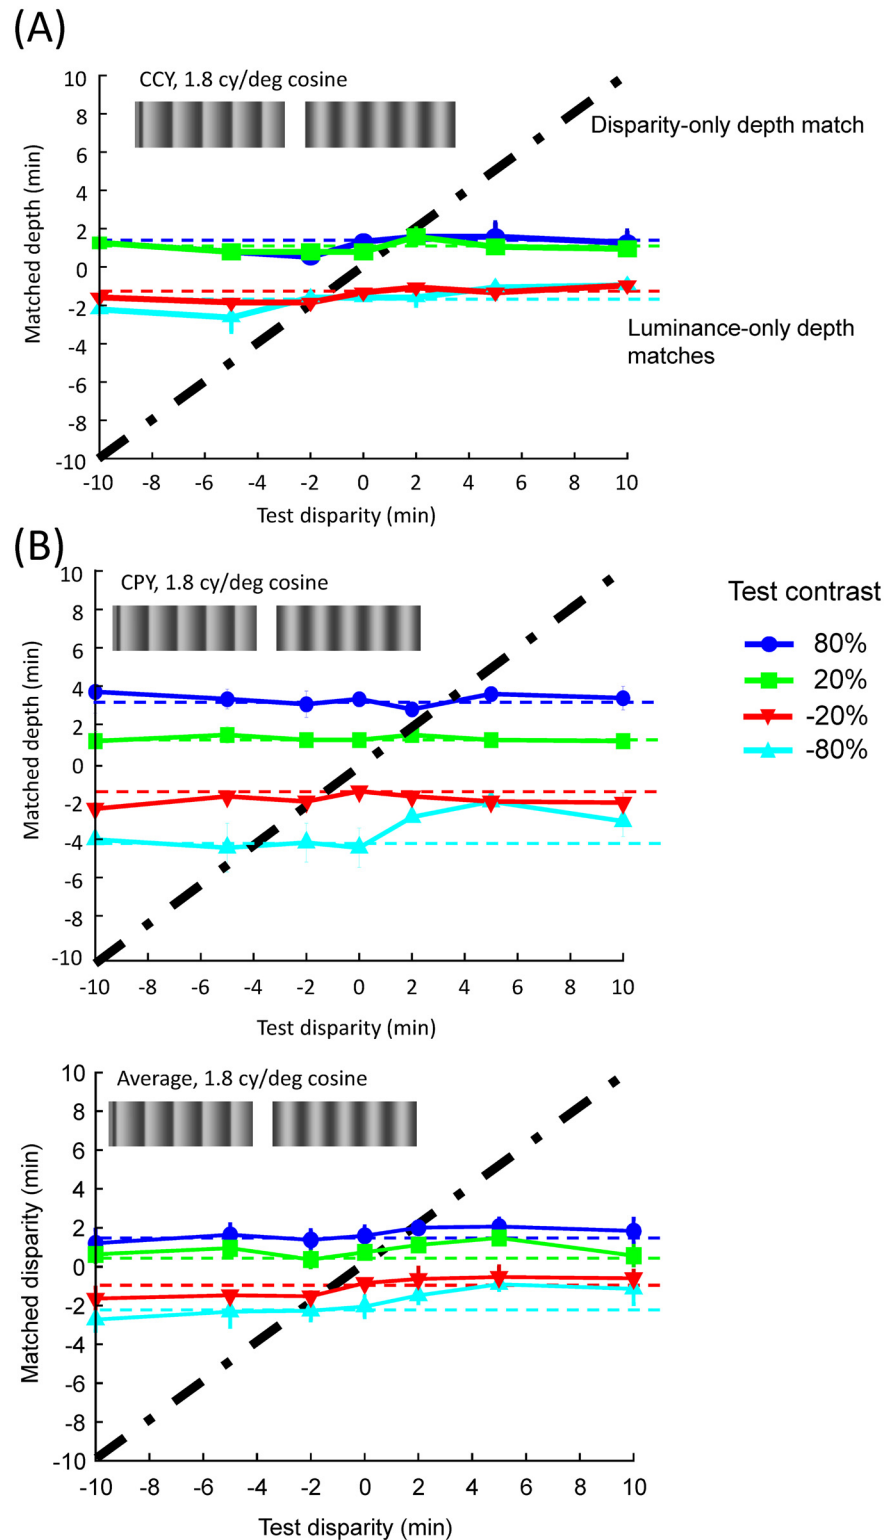 (A)
CCY, 1.8 cy/deg cosine
Disparity-only depth match
Luminance-only depth
matches
Matched depth (min)
10
8
6
4
2
0
-2
-4
-6
-8
-10
-10 -8 -6 -4 -2 0 2 4 6 8 10
Test disparity (min)
(B)
CPY, 1.8 cy/deg cosine
Matched depth (min)
10
8
6
4
2
0
-2
-4
-6
-8
-10
-10 -8 -6 -4 -2 0 2 4 6 8 10
Test disparity (min)
Test contrast
80%
20%
-20%
-80%
Average, 1.8 cy/deg cosine
Matched disparity (min)
10
8
6
4
2
0
-2
-4
-6
-8
-10
-10 -8 -6 -4 -2 0 2 4 6 8 10
Test disparity (min)